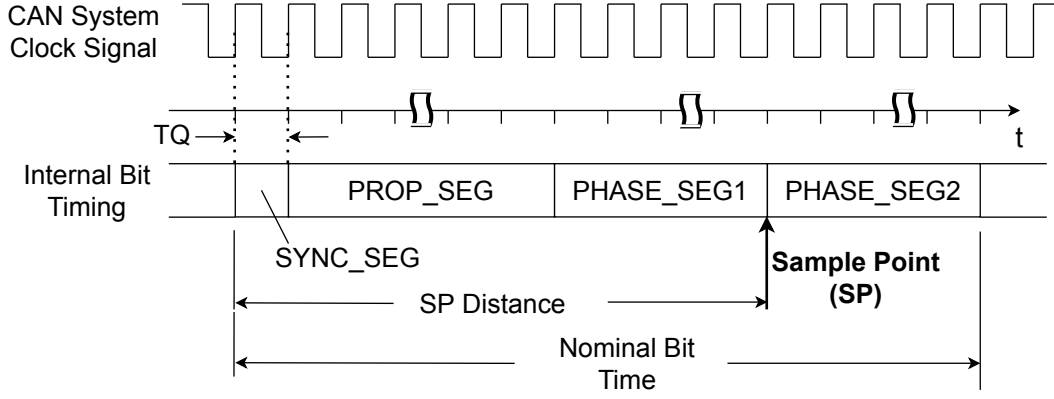 CAN System
Clock Signal
TQ
t
Internal Bit
Timing
PROP_SEG
PHASE_SEG1
PHASE_SEG2
SYNC_SEG
Sample Point
(SP)
SP Distance
Nominal Bit
Time